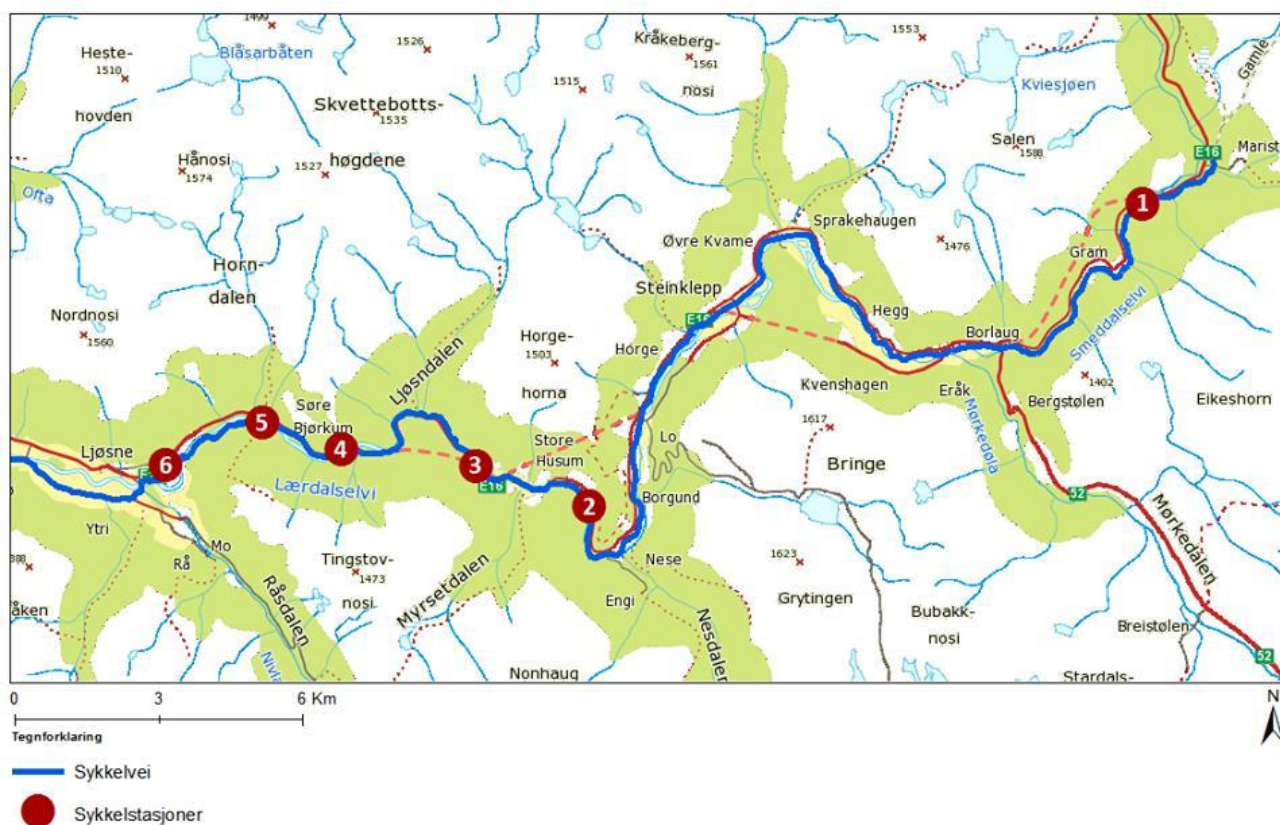 1499
Blåsarbåten
1526
Kråkeberg-
1561
nosi
1553
Heste-
1510
hovden
1515
Skvettebotts-
1535
høgdene
Kviesjøen
Gamle
Salen
1588
E16
Marist
Hånosi
1574
1527
Ofta
1
Sprakehaugen
Øvre Kvame
1476
Gram
Horn-
dalen
Steinklepp
Nordnosi
1560
E16
Hegg
Borlaug
Smeddalselvi
Horge-
1503
horna
Horge
Ljøsndalen
Kvenshagen
Eråk
1402
Bergstølen
Eikeshorn
Mørkedøla
1617
Søre
Bjørkum
5
4
Store
Husum
Lo
Bringe
Ljøsne
6
3
E16
Lærdalselvi
2
Borgund
52
Mørkedalen
Ytri
Mo
Rå
Råsdalen
Tingstov-
1473
nosi
Myrsetdalen
Nese
Engi
Nesdalen
1623
Grytingen
Bubakk-
nosi
Breistølen
åken
Nivla
Nonhaug
52
Stardals-
0
3
6 Km
N
Tegnforklaring
Sykkelvei
Sykkelstasjoner